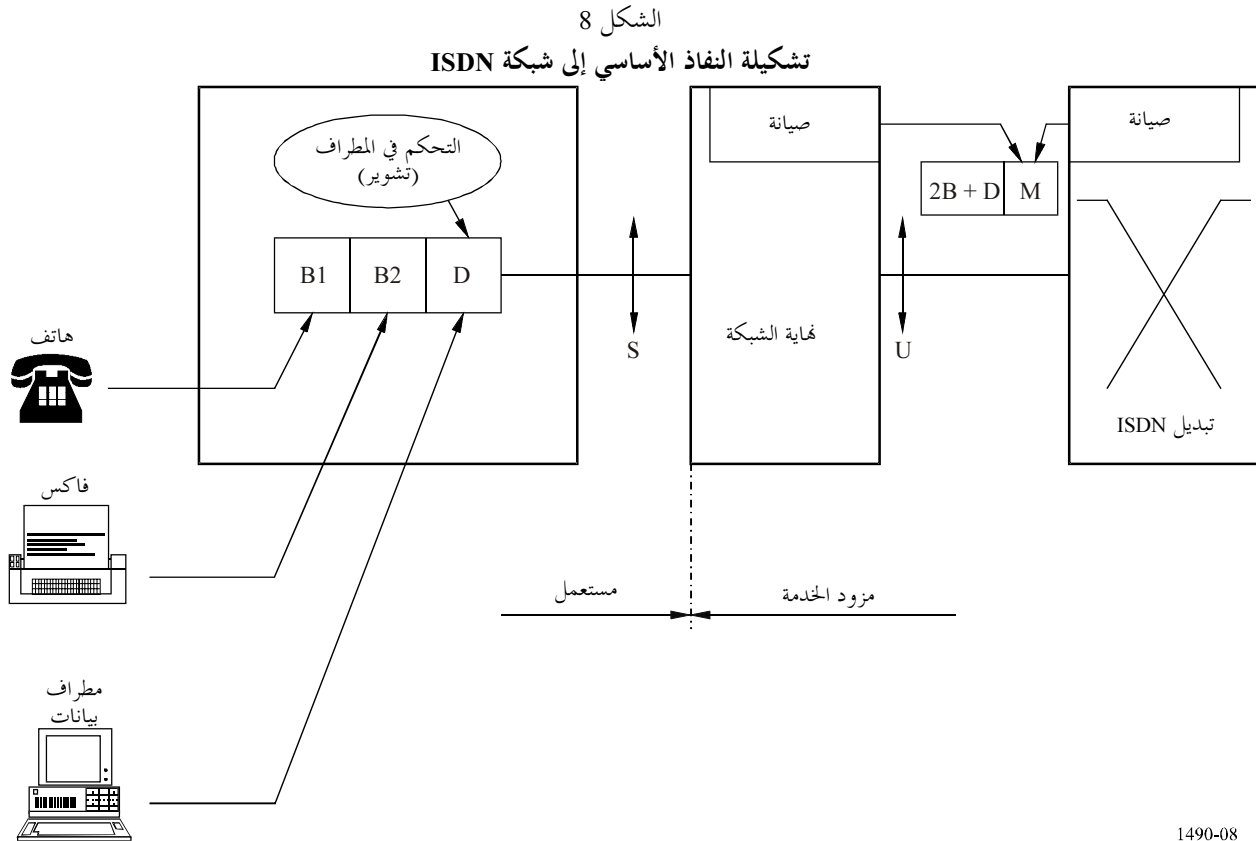 الشكل 8
تشكيلة النفاذ الأساسي إلى شبكة ISDN
صيانة
صيانة
التحكم في المطراف
(تشوير)
2B + D
M
B1
B2
D
هاتف
S
نهاية الشبكة
U
تبديل ISDN
فاكس
مستعمل
مزود الخدمة
مطراف
بيانات
1490-08